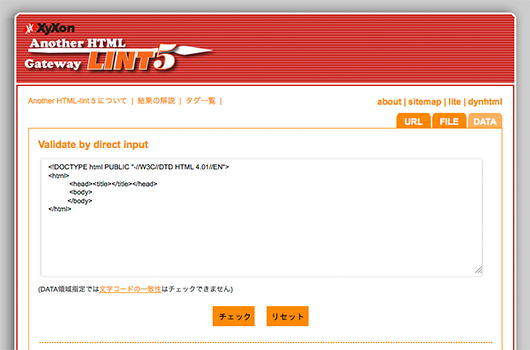 XyXon
Another HTML
Gateway LINT5
Another HTML-lint 5 について | 結果の解説 | タグ一覧 |
about | sitemap | lite | dynhtml
URL FILE DATA
Validate by direct input
<!DOCTYPE html PUBLIC "-//W3C//DTD HTML 4.01//EN">
<html>
<head><title></title></head>
<body>
</body>
</html>
(DATA領域指定では文字コードの一致性はチェックできません)
チェック リセット